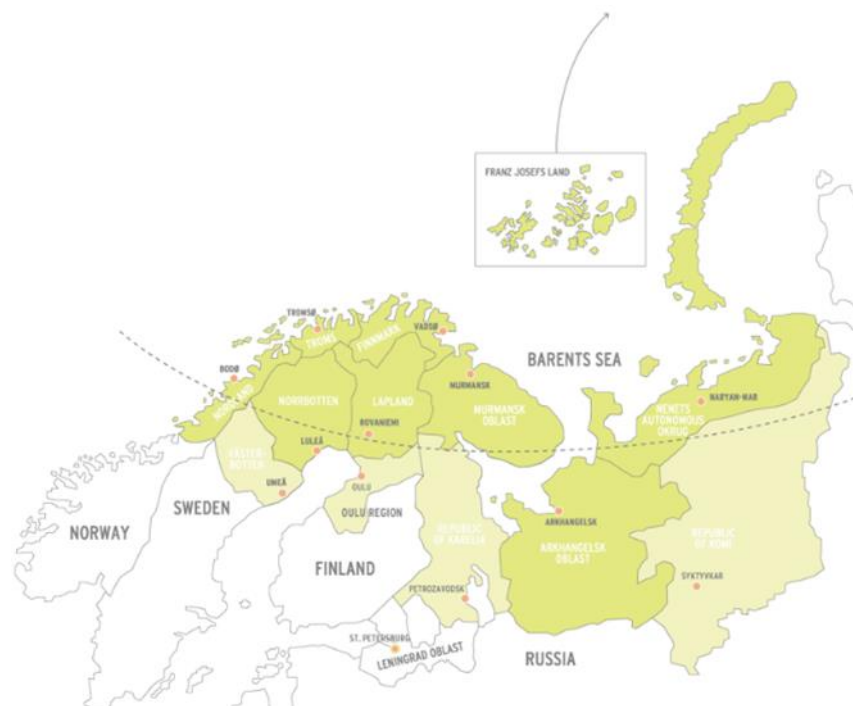 FRANZ JOSEFS LAND
TROMSØ
TROMS
FINNMARK
VADSØ
BARENTS SEA
BODØ
NORDLAND
NORRBOTTEN
LAPLAND
MURMANSK
MURMANSK
OBLAST
NARYAN-MAR
NENETS
AUTONOMOUS
OKRUG
ROVANIEMI
LULEÅ
VÄSTER-
BOTTEN
UMEÅ
OULU
OULU REGION
SWEDEN
NORWAY
FINLAND
REPUBLIC
OF KARELIA
ARKHANGELSK
ARKHANGELSK
OBLAST
REPUBLIC
OF KOMI
SYKTYVKAR
PETROZAVODSK
ST. PETERSBURG
LENINGRAD OBLAST
RUSSIA